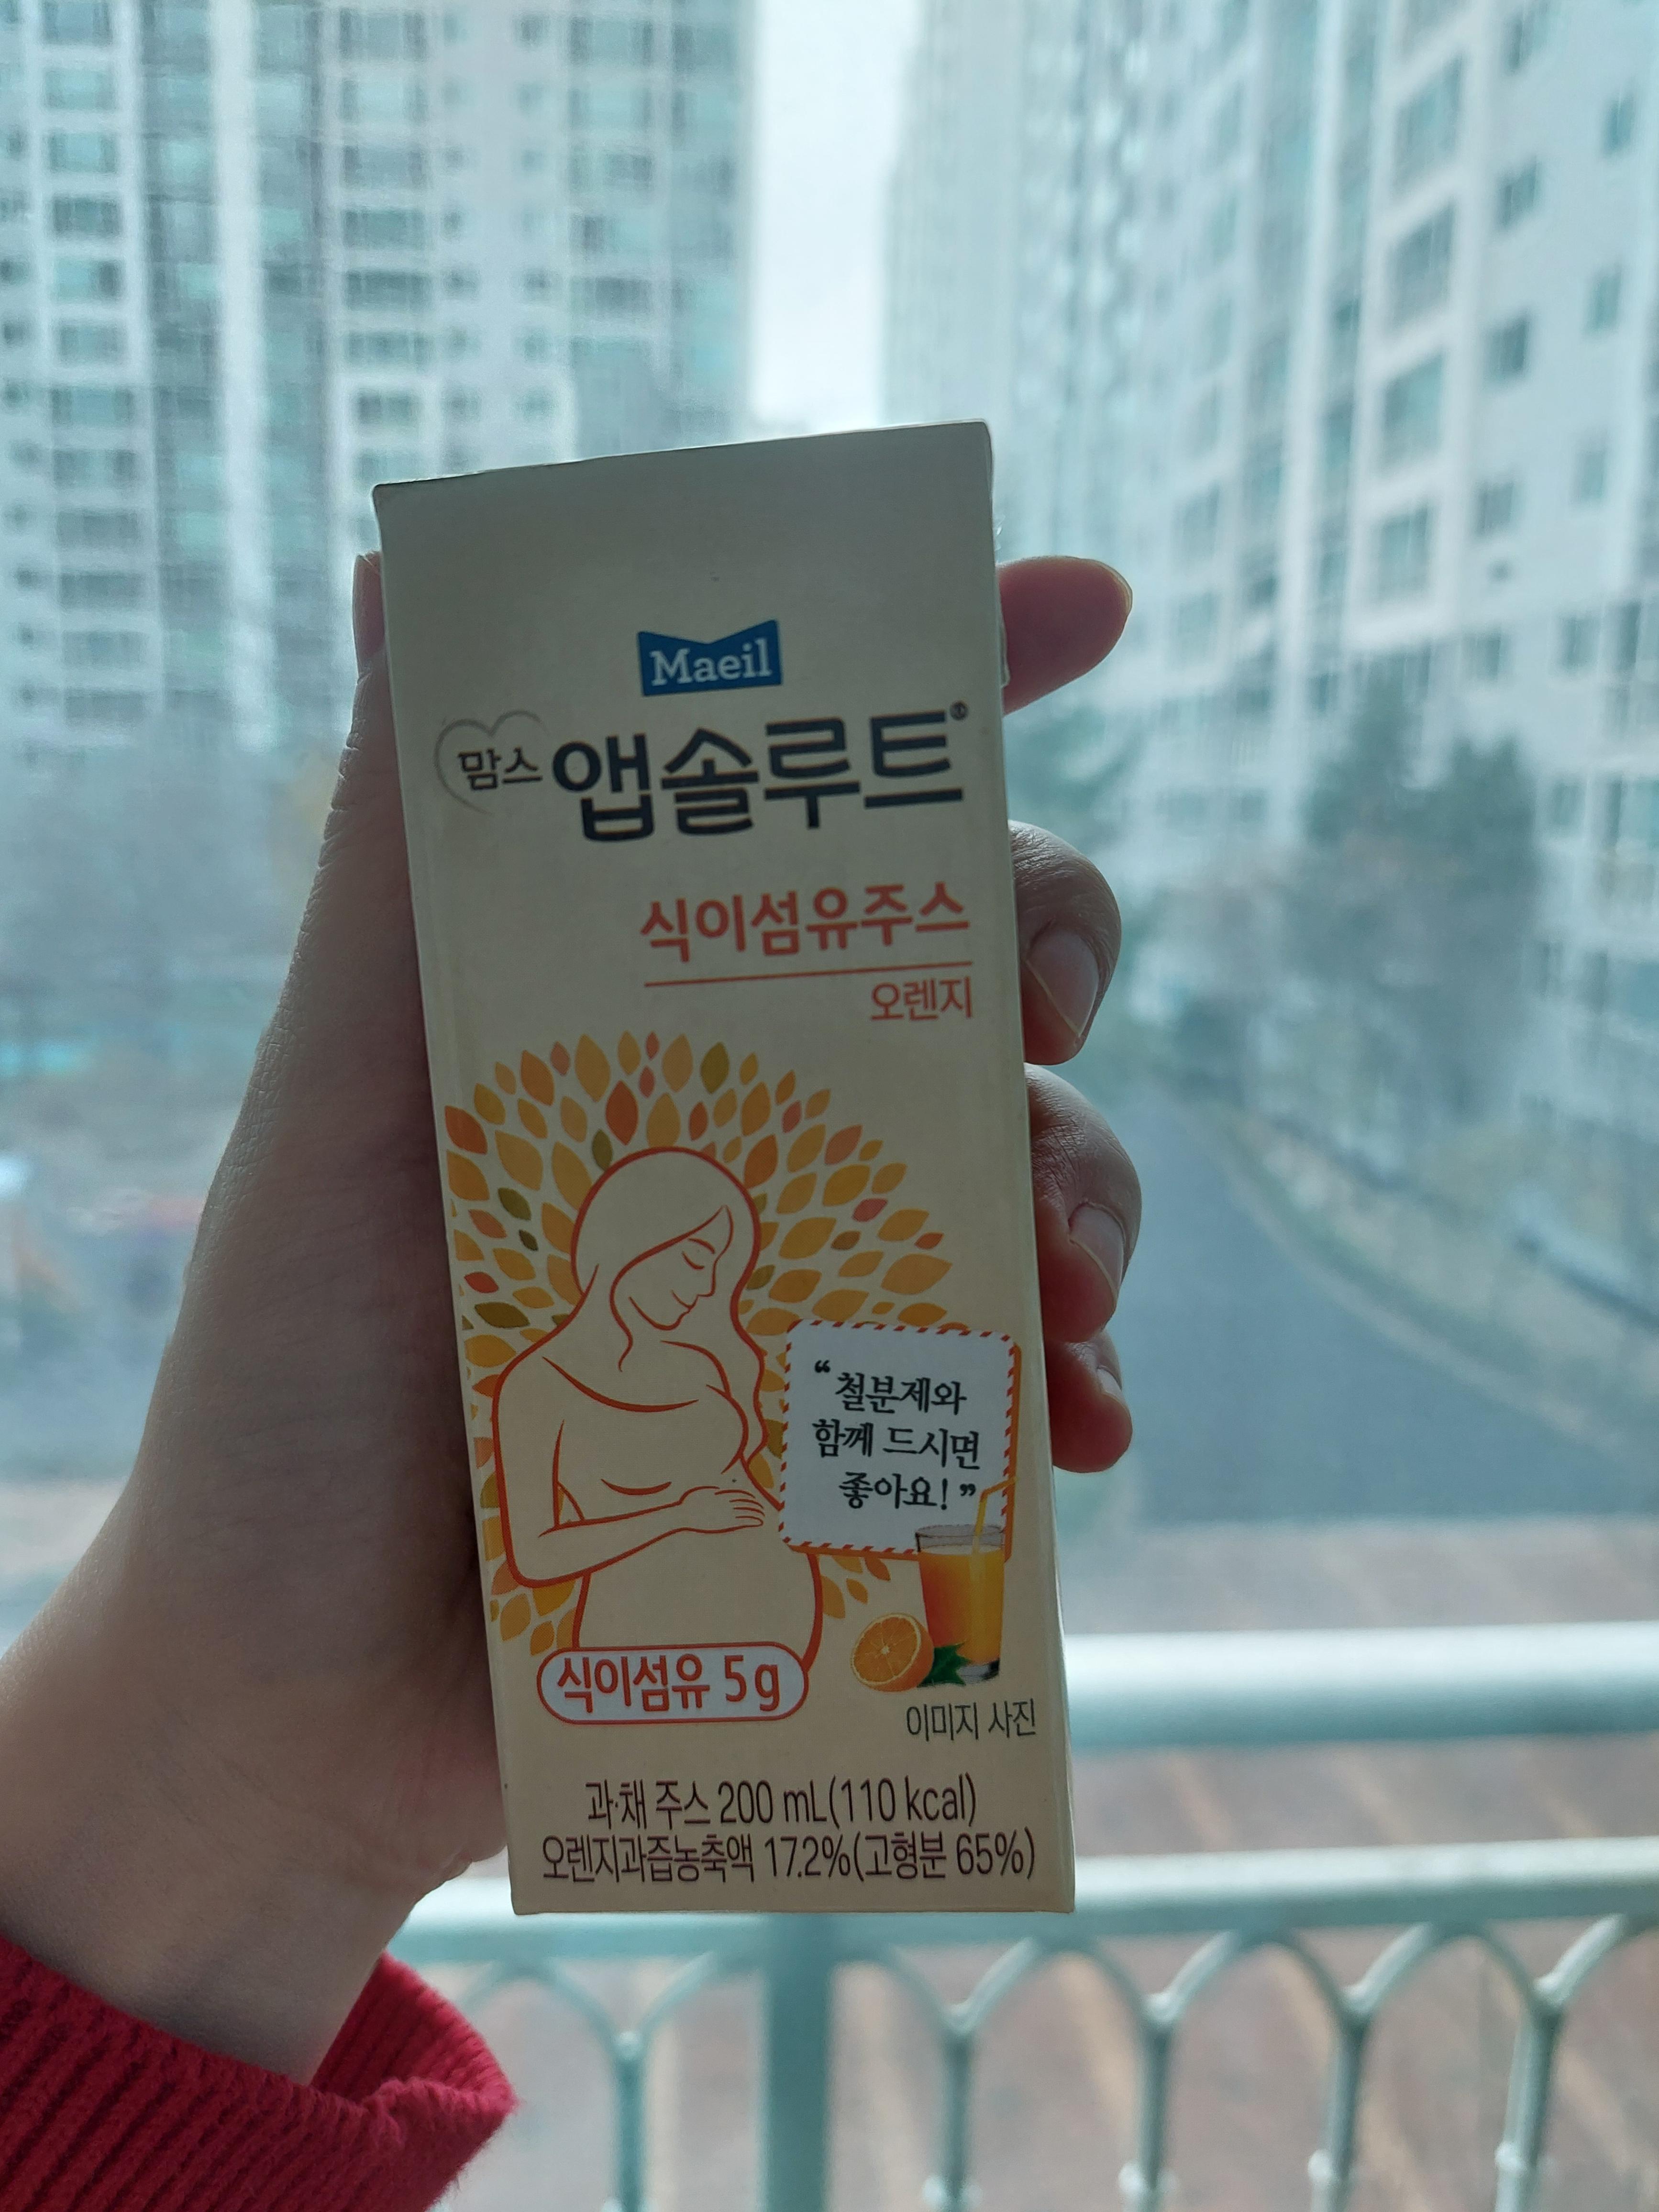 Maeil
맘스 앱솔루트®
식이섬유주스
오렌지
“철분제와
함께 드시면
좋아요!”
식이섬유 5g
이미지 사진
과·채 주스 200 mL(110 kcal)
오렌지과즙농축액 17.2%(고형분 65%)